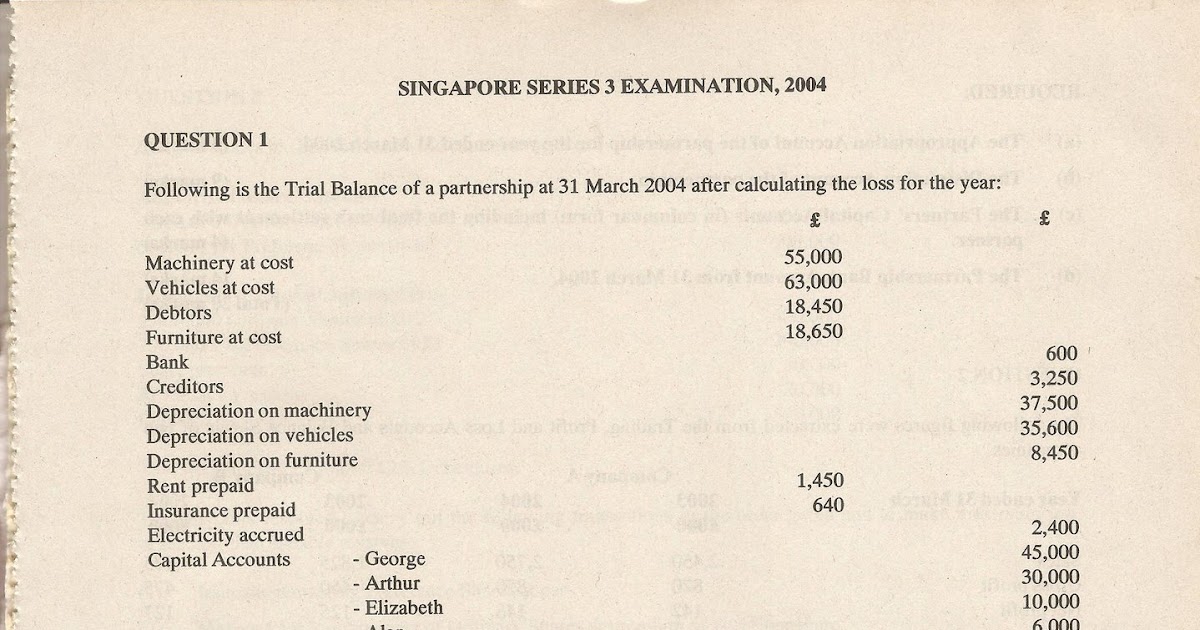 SINGAPORE SERIES 3 EXAMINATION, 2004
QUESTION 1
Following is the Trial Balance of a partnership at 31 March 2004 after calculating the loss for the year:
£ £
Machinery at cost 55,000
Vehicles at cost 63,000
Debtors 18,450
Furniture at cost 18,650
Bank 600
Creditors 3,250
Depreciation on machinery 37,500
Depreciation on vehicles 35,600
Depreciation on furniture 8,450
Rent prepaid 1,450
Insurance prepaid 640
Electricity accrued 2,400
Capital Accounts - George 45,000
- Arthur 30,000
- Elizabeth 10,000
6,000